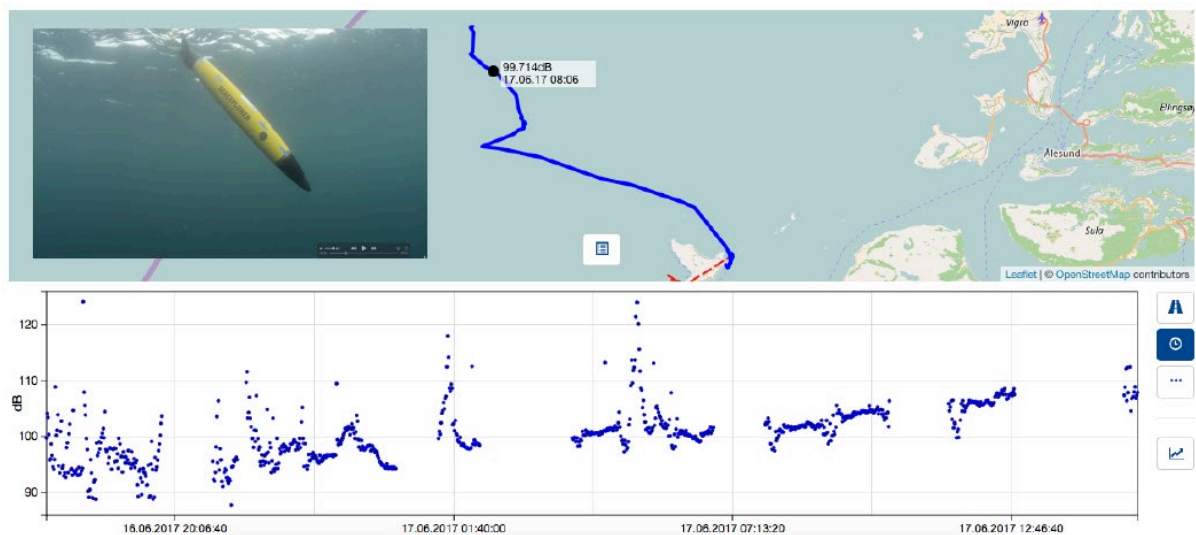 99.714dB
17.06.17 08:06
Vigra
Ålesund
Sula
Leaflet | © OpenStreetMap contributors
120
110
100
90
dB
16.06.2017 20:06:40
17.06.2017 01:40:00
17.06.2017 07:13:20
17.06.2017 12:46:40